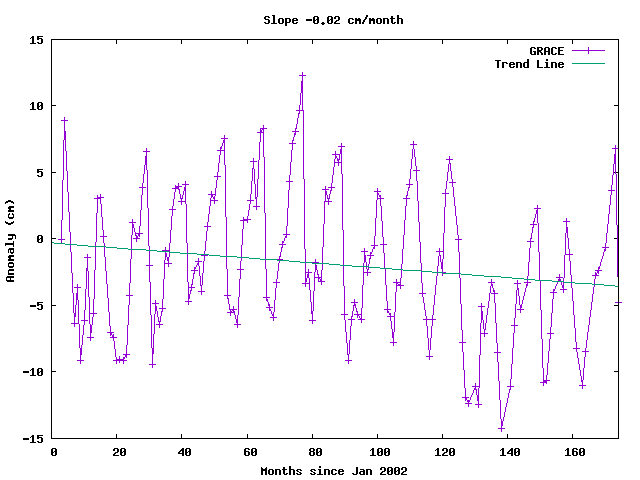 Slope -0.02 cm/month
GRACE
Trend Line
15
10
5
0
-5
-10
-15
Anomaly (cm)
0 20 40 60 80 100 120 140 160
Months since Jan 2002